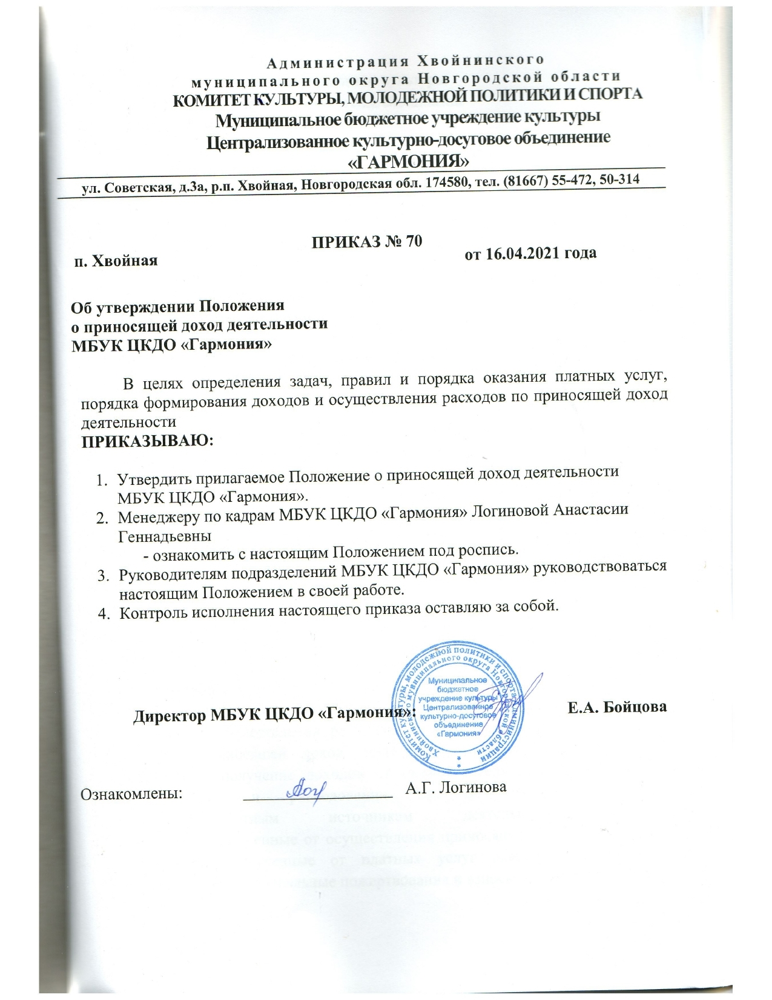 Администрация Хвойнинского
муниципального округа Новгородской области
КОМИТЕТ КУЛЬТУРЫ, МОЛОДЕЖНОЙ ПОЛИТИКИ И СПОРТА
Муниципальное бюджетное учреждение культуры
Централизованное культурно-досуговое объединение
«ГАРМОНИЯ»
ул. Советская, д.3а, р.п. Хвойная, Новгородская обл. 174580, тел. (81667) 55-472, 50-314
ПРИКАЗ № 70
п. Хвойная от 16.04.2021 года
Об утверждении Положения
о приносящей доход деятельности
МБУК ЦКДО «Гармония»
В целях определения задач, правил и порядка оказания платных услуг,
порядка формирования доходов и осуществления расходов по приносящей доход
деятельности
ПРИКАЗЫВАЮ:
1. Утвердить прилагаемое Положение о приносящей доход деятельности
МБУК ЦКДО «Гармония».
2. Менеджеру по кадрам МБУК ЦКДО «Гармония» Логиновой Анастасии
Геннадьевны
- ознакомить с настоящим Положением под роспись.
3. Руководителям подразделений МБУК ЦКДО «Гармония» руководствоваться
настоящим Положением в своей работе.
4. Контроль исполнения настоящего приказа оставляю за собой.
Комитет культуры, молодежной политики и спорта Администрации
Хвойнинского муниципального округа Новгородской области
Муниципальное
бюджетное
учреждение культуры
Централизованное
культурно-досуговое
объединение
«Гармония»
Директор МБУК ЦКДО «Гармония»: Е.А. Бойцова
Ознакомлены: А.Г. Логинова